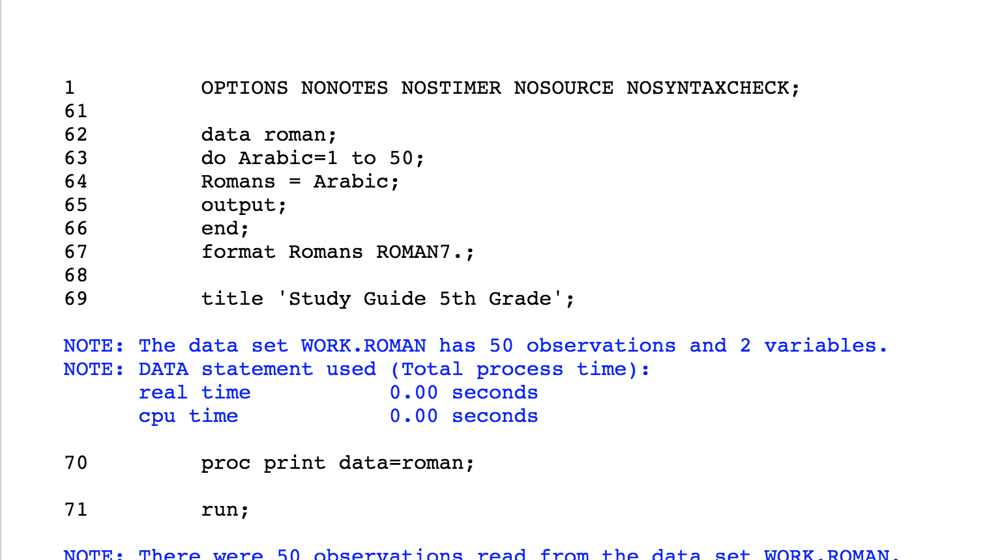 1 OPTIONS NONOTES NOSTIMER NOSOURCE NOSYNTAXCHECK;
61
62 data roman;
63 do Arabic=1 to 50;
64 Romans = Arabic;
65 output;
66 end;
67 format Romans ROMAN7.;
68
69 title 'Study Guide 5th Grade';
NOTE: The data set WORK.ROMAN has 50 observations and 2 variables.
NOTE: DATA statement used (Total process time):
real time 0.00 seconds
cpu time 0.00 seconds
70 proc print data=roman;
71 run;
NOTE: There were 50 observations read from the data set WORK.ROMAN.